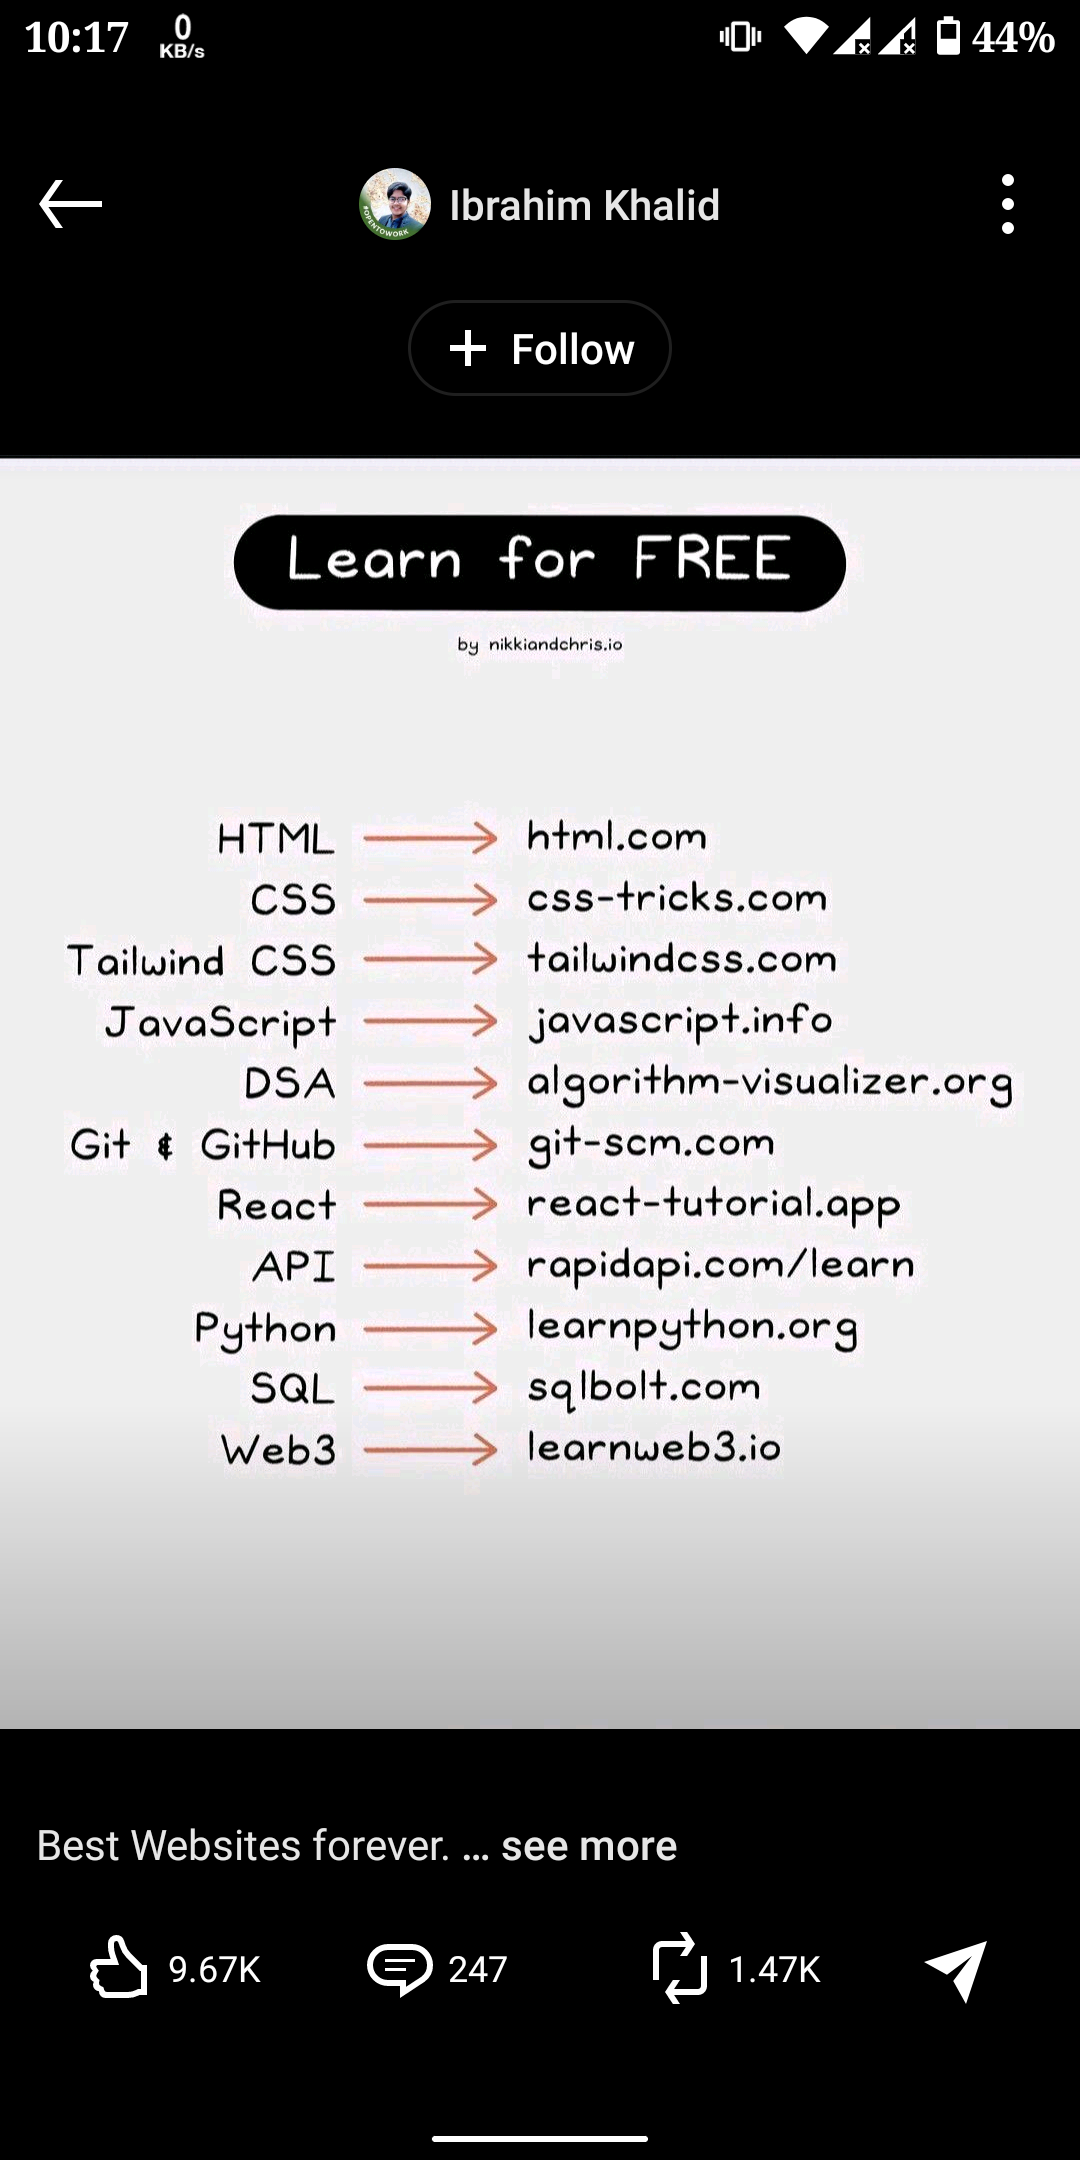 10:17 0 KB/s 44%
Ibrahim Khalid
#OPENTOWORK
+ Follow
Learn for FREE
by nikkiandchris.io
HTML → html.com
CSS → css-tricks.com
Tailwind CSS → tailwindcss.com
JavaScript → javascript.info
DSA → algorithm-visualizer.org
Git & GitHub → git-scm.com
React → react-tutorial.app
API → rapidapi.com/learn
Python → learnpython.org
SQL → sqlbolt.com
Web3 → learnweb3.io
Best Websites forever. ... see more
9.67K 247 1.47K